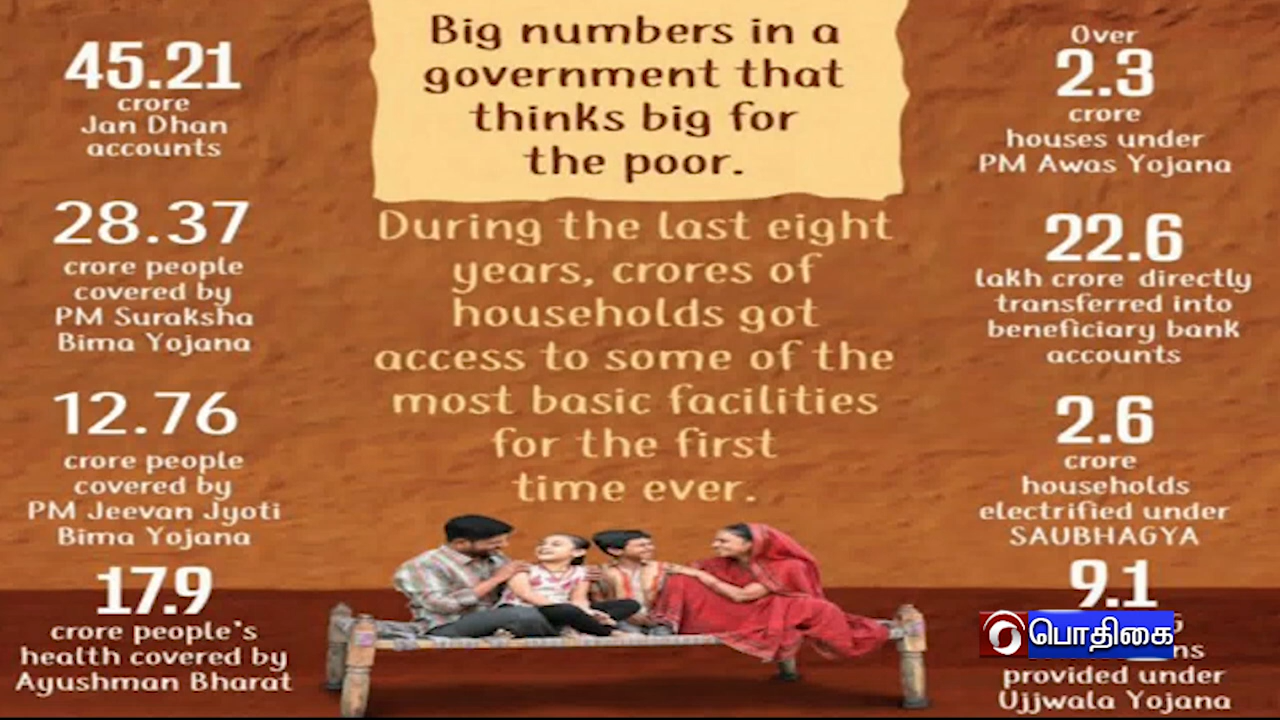 45.21
crore
Jan Dhan
accounts
28.37
crore people
covered by
PM Suraksha
Bima Yojana
12.76
crore people
covered by
PM Jeevan Jyoti
Bima Yojana
17.9
crore people's
health covered by
Ayushman Bharat
Big numbers in a
government that
thinks big for
the poor.
During the last eight
years, crores of
households got
access to some of the
most basic facilities
for the first
time ever.
Over
2.3
crore
houses under
PM Awas Yojana
22.6
lakh crore directly
transferred into
beneficiary bank
accounts
2.6
crore
households
electrified under
SAUBHAGYA
9.1
பொதிகை
provided under
Ujjwala Yojana